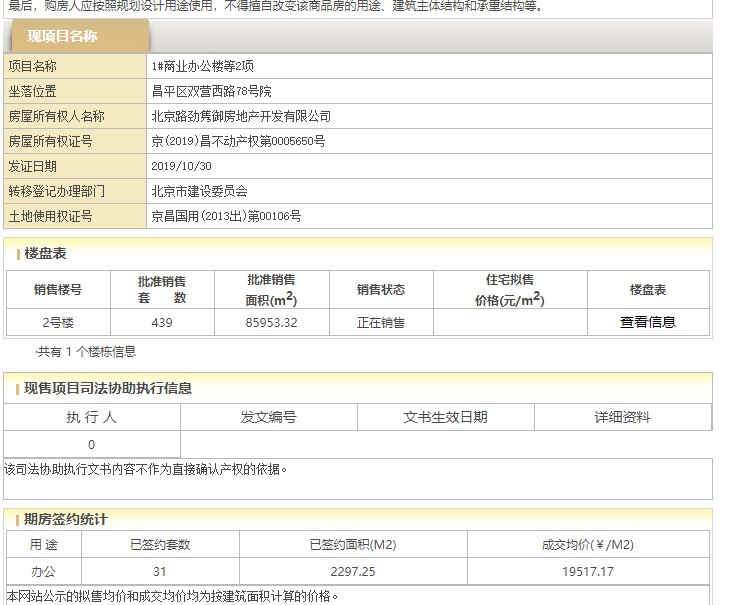 最后，购房人应按照规划设计用途使用，不得擅自改变该商品房的用途、建筑主体结构和承重结构等。
现项目名称
项目名称 1#商业办公楼等2项
坐落位置 昌平区双营西路78号院
房屋所有权人名称 北京路劲隽御房地产开发有限公司
房屋所有权证号 京(2019)昌不动产权第0005650号
发证日期 2019/10/30
转移登记办理部门 北京市建设委员会
土地使用权证号 京昌国用(2013出)第00106号
楼盘表
销售楼号 批准销售套 数 批准销售面积(m2) 销售状态 住宅拟售价格(元/m2) 楼盘表
2号楼 439 85953.32 正在销售 查看信息
·共有 1 个楼栋信息
现售项目司法协助执行信息
执 行 人 发文编号 文书生效日期 详细资料
0
该司法协助执行文书内容不作为直接确认产权的依据。
期房签约统计
用 途 已签约套数 已签约面积(M2) 成交均价(￥/M2)
办公 31 2297.25 19517.17
本网站公示的拟售均价和成交均价均为按建筑面积计算的价格。